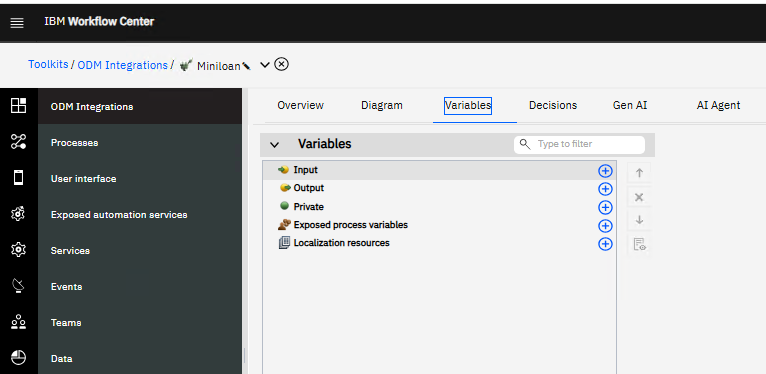 IBM Workflow Center
Toolkits / ODM Integrations / Miniloan
ODM Integrations
Processes
User interface
Exposed automation services
Services
Events
Teams
Data
Overview Diagram Variables Decisions Gen AI AI Agent
Variables
Type to filter
Input
Output
Private
Exposed process variables
Localization resources